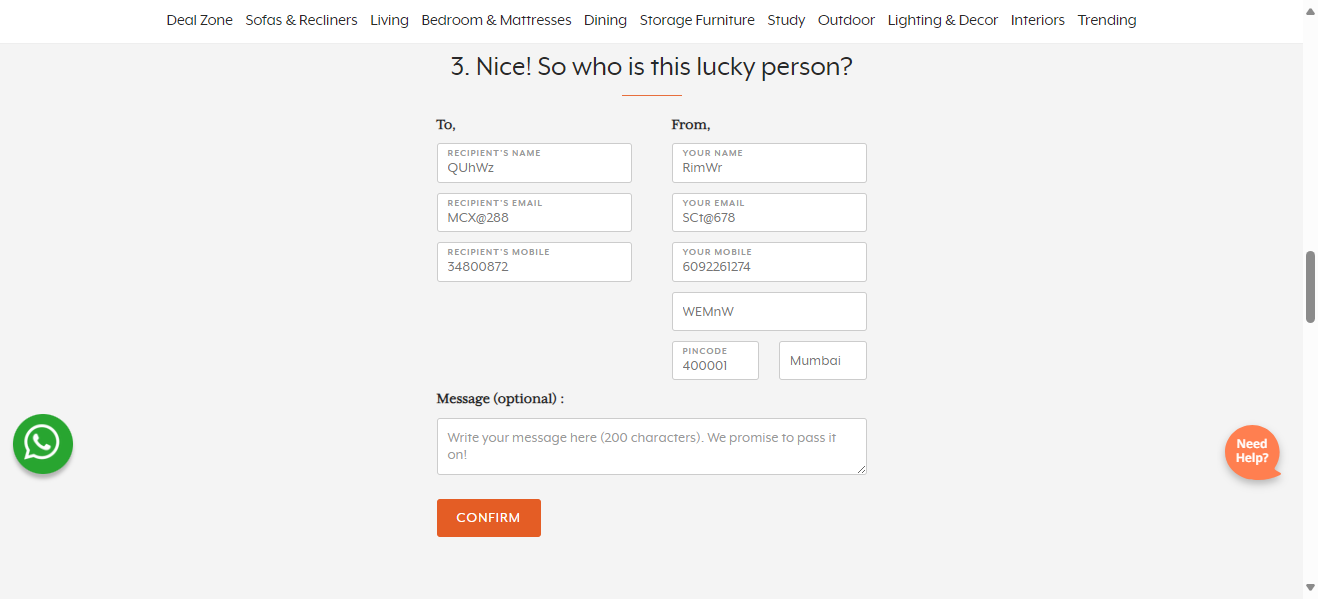 Deal Zone Sofas & Recliners Living Bedroom & Mattresses Dining Storage Furniture Study Outdoor Lighting & Decor Interiors Trending
3. Nice! So who is this lucky person?
To,
RECIPIENT'S NAME
QUhWz
RECIPIENT'S EMAIL
MCX@288
RECIPIENT'S MOBILE
34800872
From,
YOUR NAME
RimWr
YOUR EMAIL
SCt@678
YOUR MOBILE
6092261274
WEMnW
PINCODE
400001
Mumbai
Message (optional) :
Write your message here (200 characters). We promise to pass it
on!
CONFIRM
Need
Help?